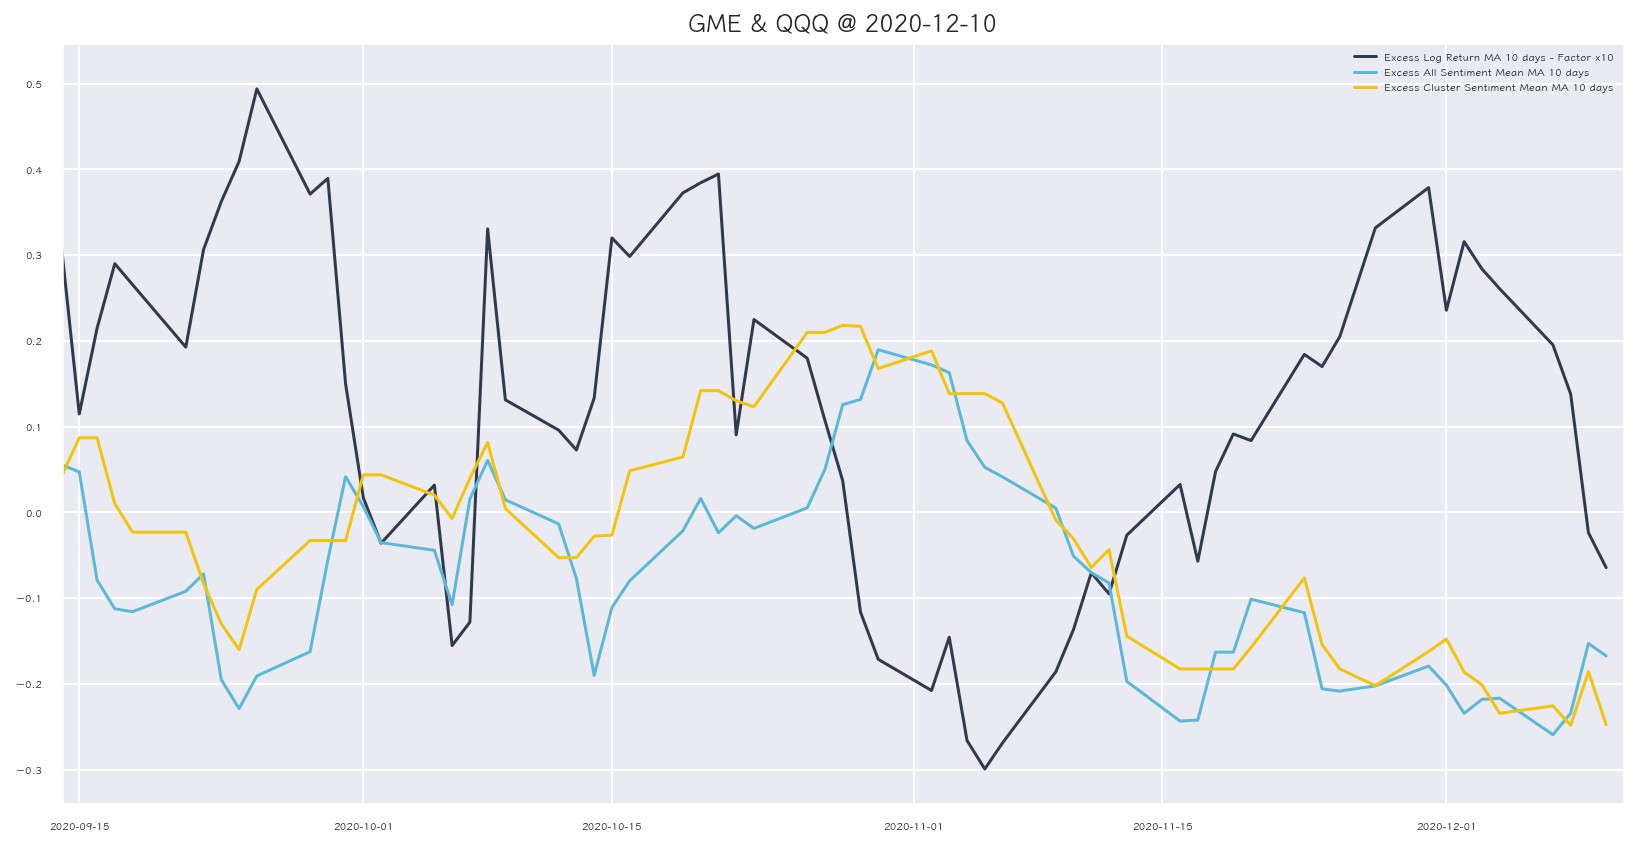 GME & QQQ @ 2020-12-10
Excess Log Return MA 10 days - Factor x10
Excess All Sentiment Mean MA 10 days
Excess Cluster Sentiment Mean MA 10 days
0.5
0.4
0.3
0.2
0.1
0.0
−0.1
−0.2
−0.3
2020-09-15 2020-10-01 2020-10-15 2020-11-01 2020-11-15 2020-12-01